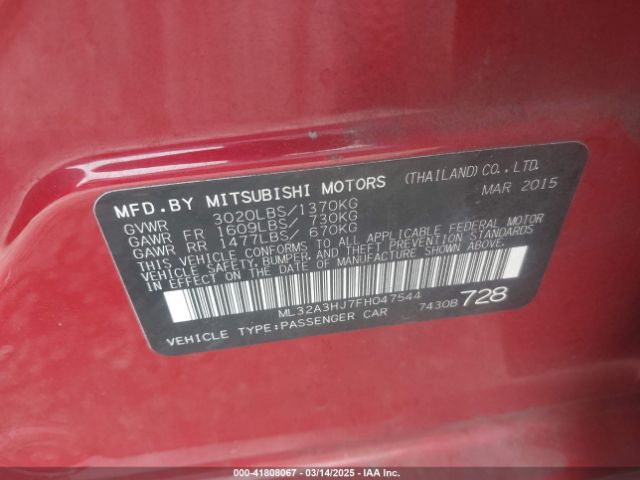 MFD.BY MITSUBISHI MOTORS (THAILAND) CO.,LTD.
MAR 2015
GVWR 3020LBS/1370KG
GAWR FR 1609LBS/ 730KG
GAWR RR 1477LBS/ 670KG
THIS VEHICLE CONFORMS TO ALL APPLICABLE FEDERAL MOTOR
VEHICLE SAFETY, BUMPER, AND THEFT PREVENTION STANDARDS
IN EFFECT ON THE DATE OF MANUFACTURE SHOWN ABOVE.
ML32A3HJ7FH047544
VEHICLE TYPE:PASSENGER CAR 7430B 728
000-41808067 — 03/14/2025 — IAA Inc.